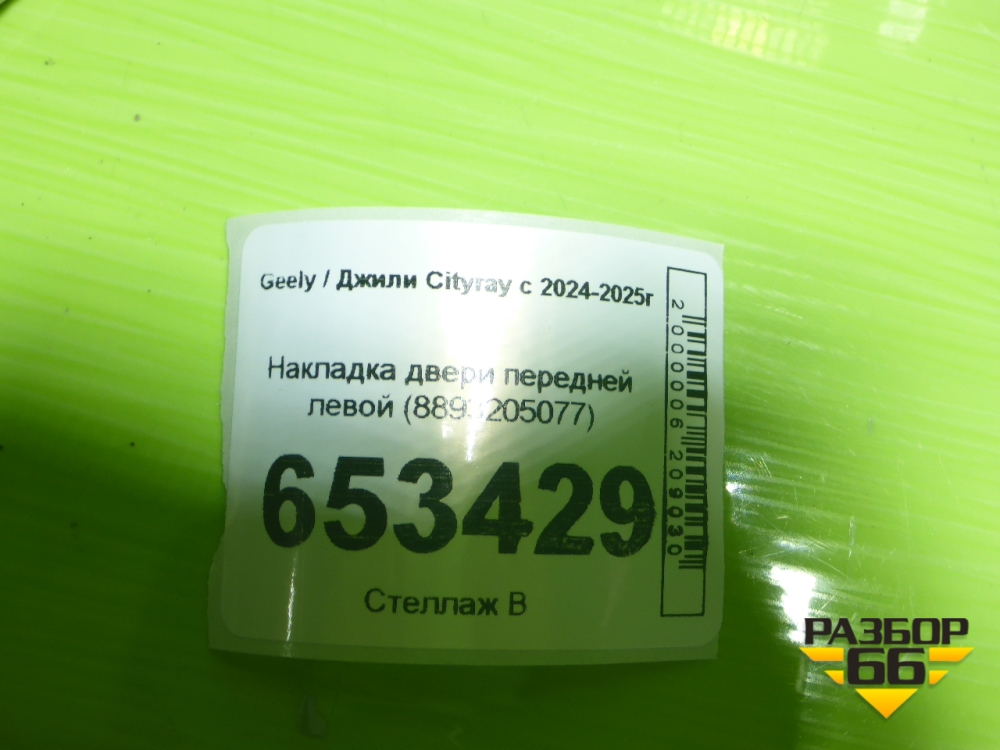 Geely / Джили Cityray с 2024-2025г
Накладка двери передней
левой
653429
Стеллаж В
2000006209030
РАЗБОР
66